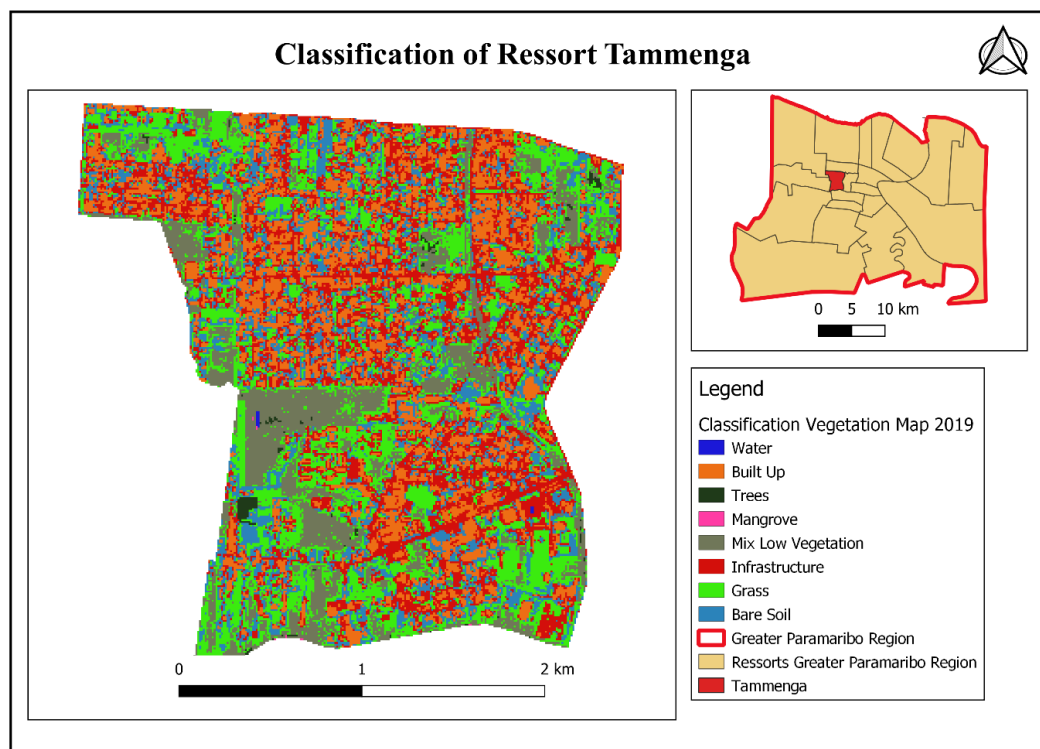 Classification of Ressort Tammenga
0 5 10 km
Legend
Classification Vegetation Map 2019
Water
Built Up
Trees
Mangrove
Mix Low Vegetation
Infrastructure
Grass
Bare Soil
Greater Paramaribo Region
Ressorts Greater Paramaribo Region
Tammenga
0 1 2 km